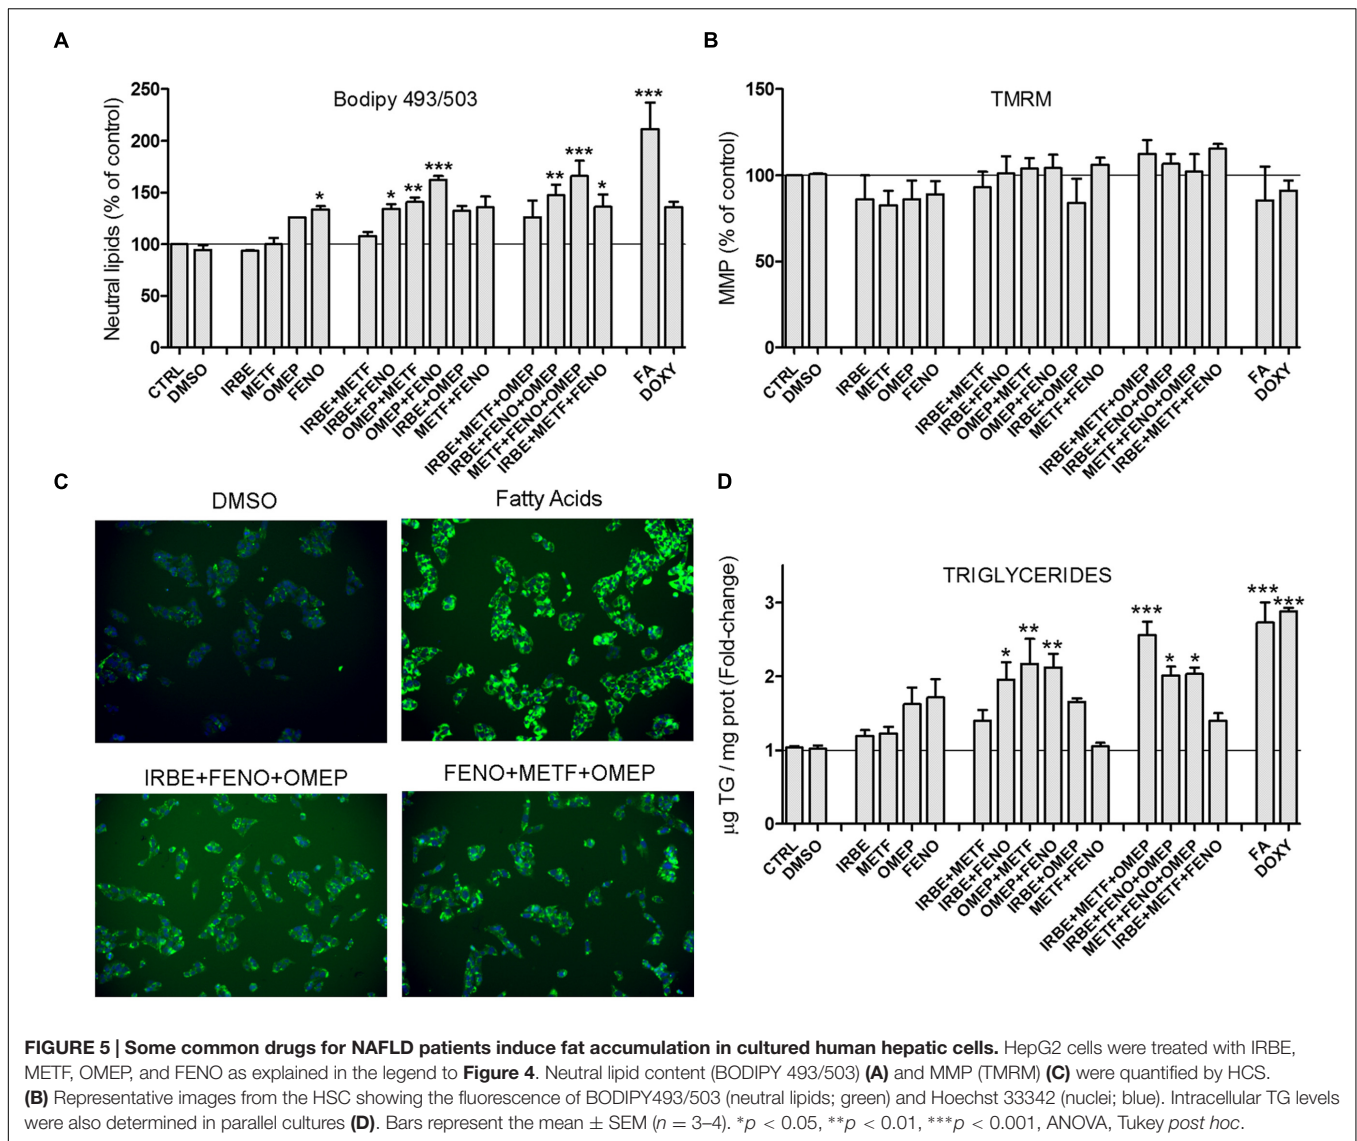 A
Bodipy 493/503
Neutral lipids (% of control)
250
200
150
100
50
0
*
*
**
***
**
***
*
***
CTRL
DMSO
IRBE
METF
OMEP
FENO
IRBE+METF
IRBE+FENO
OMEP+METF
OMEP+FENO
IRBE+OMEP
METF+FENO
IRBE+METF+OMEP
IRBE+FENO+OMEP
METF+FENO+OMEP
IRBE+METF+FENO
FA
DOXY
B
TMRM
MMP (% of control)
150
100
50
0
CTRL
DMSO
IRBE
METF
OMEP
FENO
IRBE+METF
IRBE+FENO
OMEP+METF
OMEP+FENO
IRBE+OMEP
METF+FENO
IRBE+METF+OMEP
IRBE+FENO+OMEP
METF+FENO+OMEP
IRBE+METF+FENO
FA
DOXY
C
DMSO
Fatty Acids
IRBE+FENO+OMEP
FENO+METF+OMEP
D
TRIGLYCERIDES
µg TG / mg prot (Fold-change)
3
2
1
0
*
**
**
***
*
*
***
***
CTRL
DMSO
IRBE
METF
OMEP
FENO
IRBE+METF
IRBE+FENO
OMEP+METF
OMEP+FENO
IRBE+OMEP
METF+FENO
IRBE+METF+OMEP
IRBE+FENO+OMEP
METF+FENO+OMEP
IRBE+METF+FENO
FA
DOXY
FIGURE 5 | Some common drugs for NAFLD patients induce fat accumulation in cultured human hepatic cells. HepG2 cells were treated with IRBE,
METF, OMEP, and FENO as explained in the legend to Figure 4. Neutral lipid content (BODIPY 493/503) (A) and MMP (TMRM) (C) were quantified by HCS.
(B) Representative images from the HSC showing the fluorescence of BODIPY493/503 (neutral lipids; green) and Hoechst 33342 (nuclei; blue). Intracellular TG levels
were also determined in parallel cultures (D). Bars represent the mean ± SEM (n = 3–4). *p < 0.05, **p < 0.01, ***p < 0.001, ANOVA, Tukey post hoc.